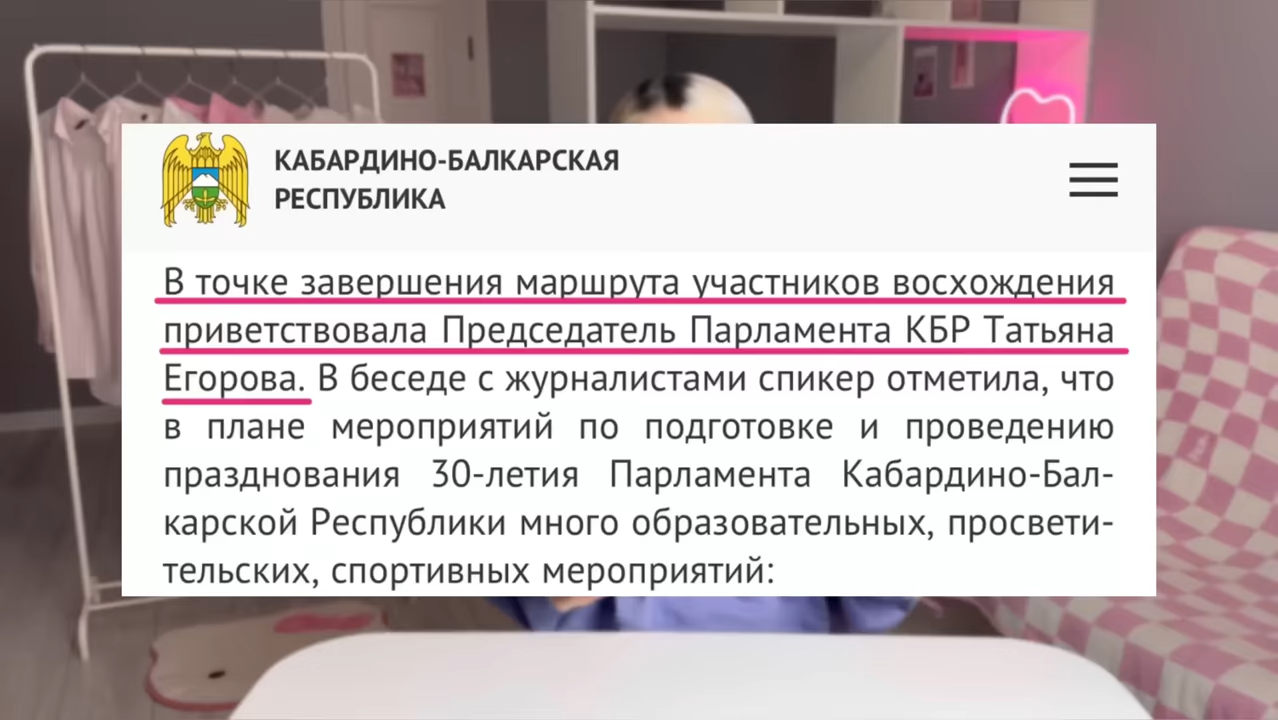 КАБАРДИНО-БАЛКАРСКАЯ
РЕСПУБЛИКА
В точке завершения маршрута участников восхождения
приветствовала Председатель Парламента КБР Татьяна
Егорова. В беседе с журналистами спикер отметила, что
в плане мероприятий по подготовке и проведению
празднования 30-летия Парламента Кабардино-Бал-
карской Республики много образовательных, просвети-
тельских, спортивных мероприятий: